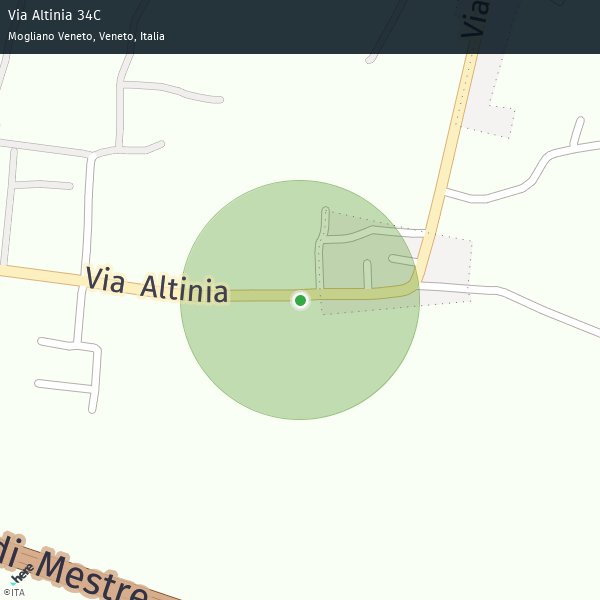 Via Altinia 34C
Mogliano Veneto, Veneto, Italia
Via
Via Altinia
di Mestre
here
©ITA